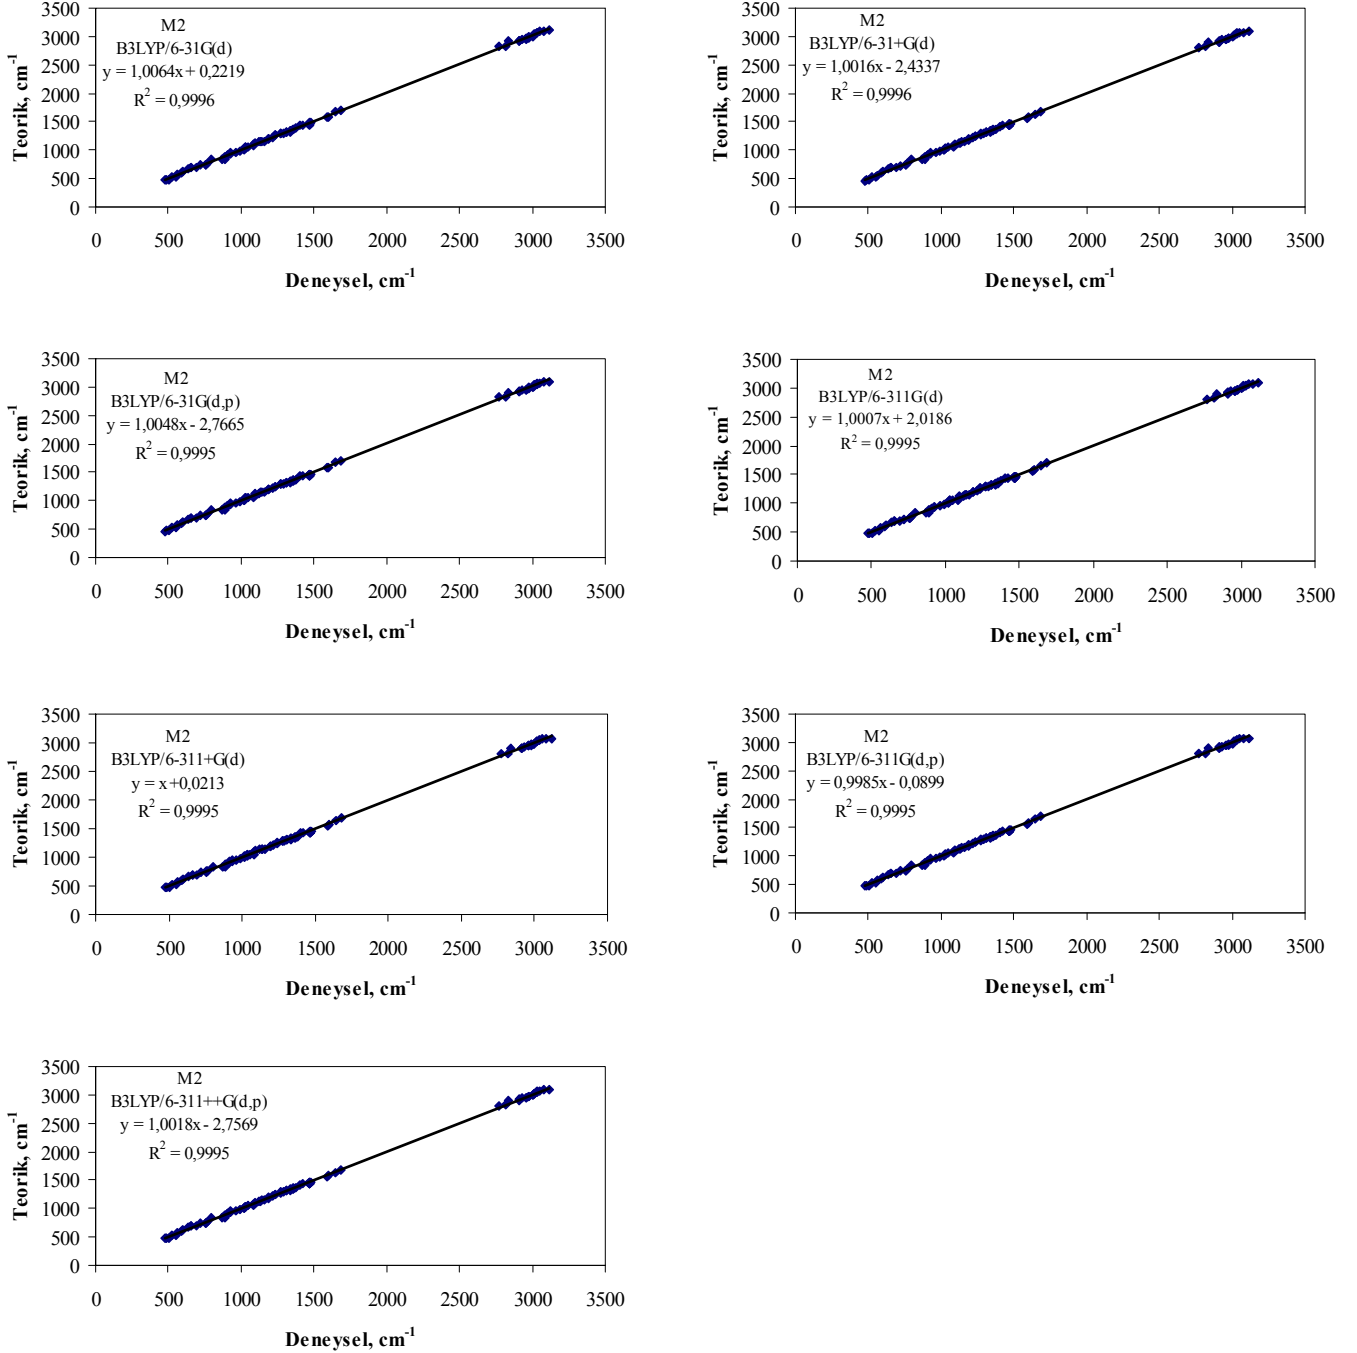 M2
B3LYP/6-31G(d)
y = 1,0064x + 0,2219
R² = 0,9996
Teorik, cm⁻¹
3500
3000
2500
2000
1500
1000
500
0
0 500 1000 1500 2000 2500 3000 3500
Deneysel, cm⁻¹
M2
B3LYP/6-31+G(d)
y = 1,0016x - 2,4337
R² = 0,9996
Teorik, cm⁻¹
3500
3000
2500
2000
1500
1000
500
0
0 500 1000 1500 2000 2500 3000 3500
Deneysel, cm⁻¹
M2
B3LYP/6-31G(d,p)
y = 1,0048x - 2,7665
R² = 0,9995
Teorik, cm⁻¹
3500
3000
2500
2000
1500
1000
500
0
0 500 1000 1500 2000 2500 3000 3500
Deneysel, cm⁻¹
M2
B3LYP/6-311G(d)
y = 1,0007x + 2,0186
R² = 0,9995
Teorik, cm⁻¹
3500
3000
2500
2000
1500
1000
500
0
0 500 1000 1500 2000 2500 3000 3500
Deneysel, cm⁻¹
M2
B3LYP/6-311+G(d)
y = x+0,0213
R² = 0,9995
Teorik, cm⁻¹
3500
3000
2500
2000
1500
1000
500
0
0 500 1000 1500 2000 2500 3000 3500
Deneysel, cm⁻¹
M2
B3LYP/6-311G(d,p)
y = 0,9985x - 0,0899
R² = 0,9995
Teorik, cm⁻¹
3500
3000
2500
2000
1500
1000
500
0
0 500 1000 1500 2000 2500 3000 3500
Deneysel, cm⁻¹
M2
B3LYP/6-311++G(d,p)
y = 1,0018x - 2,7569
R² = 0,9995
Teorik, cm⁻¹
3500
3000
2500
2000
1500
1000
500
0
0 500 1000 1500 2000 2500 3000 3500
Deneysel, cm⁻¹